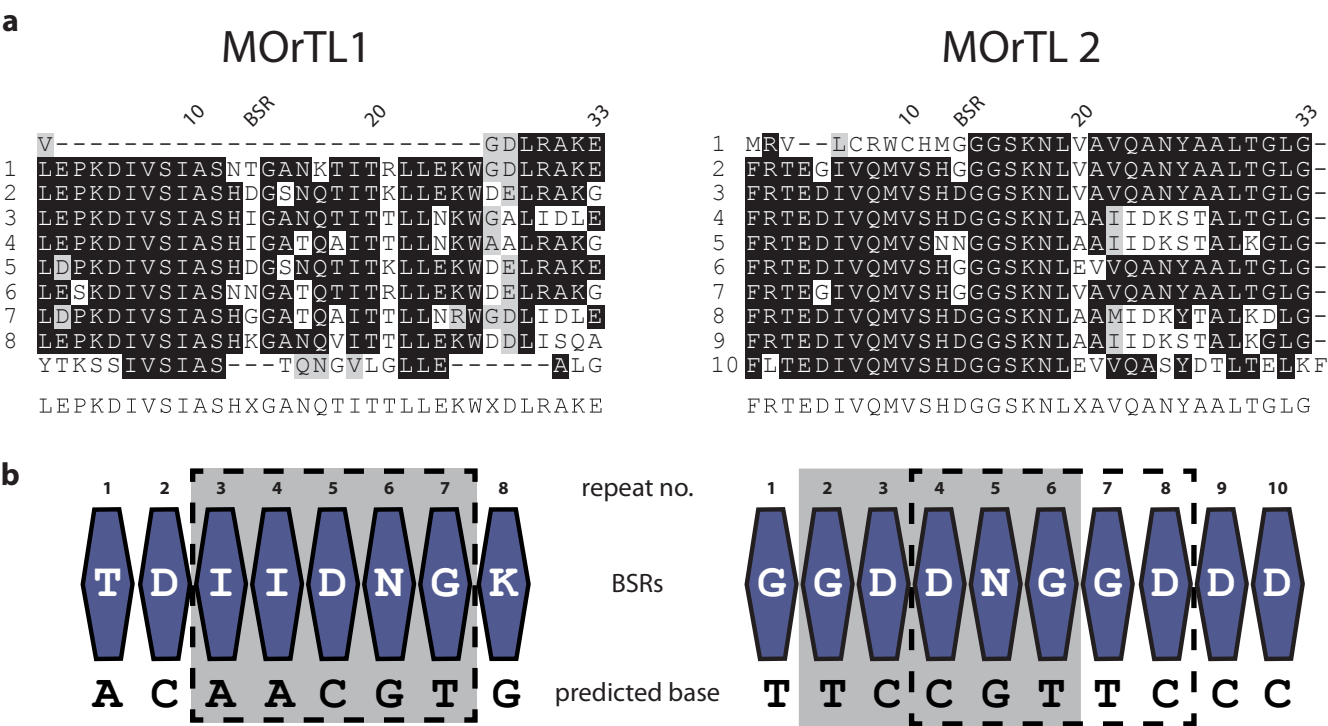 a
MOrTL1
10 BSR 20 33
V-------------------------GDLRAKE
1 LEPKDIVSIASNTGANKTITRLLEKWGDLRAKE
2 LEPKDIVSIASHDGSNQTITKLLEKWDELRAKG
3 LEPKDIVSIASHIGANQTITTLLNKWGALIDLE
4 LEPKDIVSIASHIGATQAITTLLNKWAALRAKG
5 LDPKDIVSIASHDGSNQTITKLLEKWDELRAKE
6 LESKDIVSIASNNGATQTITRLLEKWDELRAKG
7 LDPKDIVSIASHGGATQAITTLLNRWGDLIDLE
8 LEPKDIVSIASHKGANQVITTLLEKWDDLISQA
YTKSSIVSIAS---TQNGVLGLLE------ALG
LEPKDIVSIASHXGANQTITTLLEKWXDLRAKE
MOrTL 2
10 BSR 20 33
1 MRV--LCRWCHMGGGSKNLVAVQANYAALTGLG-
2 FRTEGIVQMVSHGGGSKNLVAVQANYAALTGLG-
3 FRTEDIVQMVSHDGGSKNLVAVQANYAALTGLG-
4 FRTEDIVQMVSHDGGSKNLAAIIDKSTALTGLG-
5 FRTEDIVQMVSNNGGSKNLAAIIDKSTALKGLG-
6 FRTEDIVQMVSHGGGSKNLEVVQANYAALTGLG-
7 FRTEGIVQMVSHGGGSKNLVAVQANYAALTGLG-
8 FRTEDIVQMVSHDGGSKNLAAMIDKYTALKDLG-
9 FRTEDIVQMVSHDGGSKNLAAIIDKSTALKGLG-
10 FLTEDIVQMVSHDGGSKNLEVVQASYDTLTELKF
FRTEDIVQMVSHDGGSKNLXAVQANYAALTGLG
b
1 2 3 4 5 6 7 8 repeat no. 1 2 3 4 5 6 7 8 9 10
T D I I D N G K BSRs G G D D N G G D D D
A C A A C G T G predicted base T T C C G T T C C C